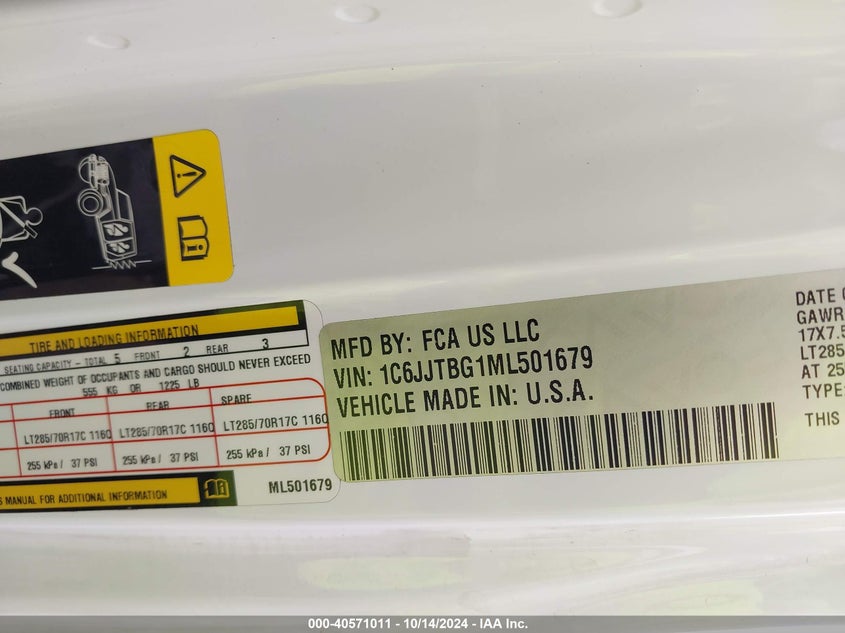 TIRE AND LOADING INFORMATION
SEATING CAPACITY - TOTAL 5 FRONT 2 REAR 3
COMBINED WEIGHT OF OCCUPANTS AND CARGO SHOULD NEVER EXCEED
555 KG OR 1225 LB
FRONT REAR SPARE
LT285/70R17C 116Q LT285/70R17C 116Q LT285/70R17C 116Q
255 kPa / 37 PSI 255 kPa / 37 PSI 255 kPa / 37 PSI
MANUAL FOR ADDITIONAL INFORMATION
ML501679
MFD BY: FCA US LLC
VIN: 1C6JJTBG1ML501679
VEHICLE MADE IN: U.S.A.
DATE O
GAWR
17X7.5
LT285
AT 25
TYPE:
THIS
000-40571011 - 10/14/2024 - IAA Inc.